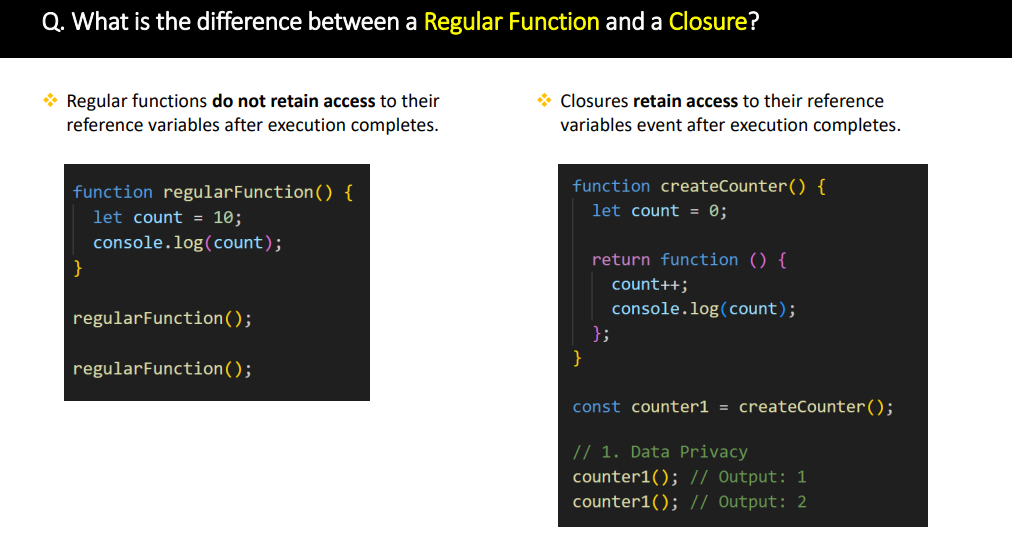 Q. What is the difference between a Regular Function and a Closure?
Regular functions do not retain access to their
reference variables after execution completes.
function regularFunction() {
let count = 10;
console.log(count);
}
regularFunction();
regularFunction();
Closures retain access to their reference
variables event after execution completes.
function createCounter() {
let count = 0;
return function () {
count++;
console.log(count);
};
}
const counter1 = createCounter();
// 1. Data Privacy
counter1(); // Output: 1
counter1(); // Output: 2